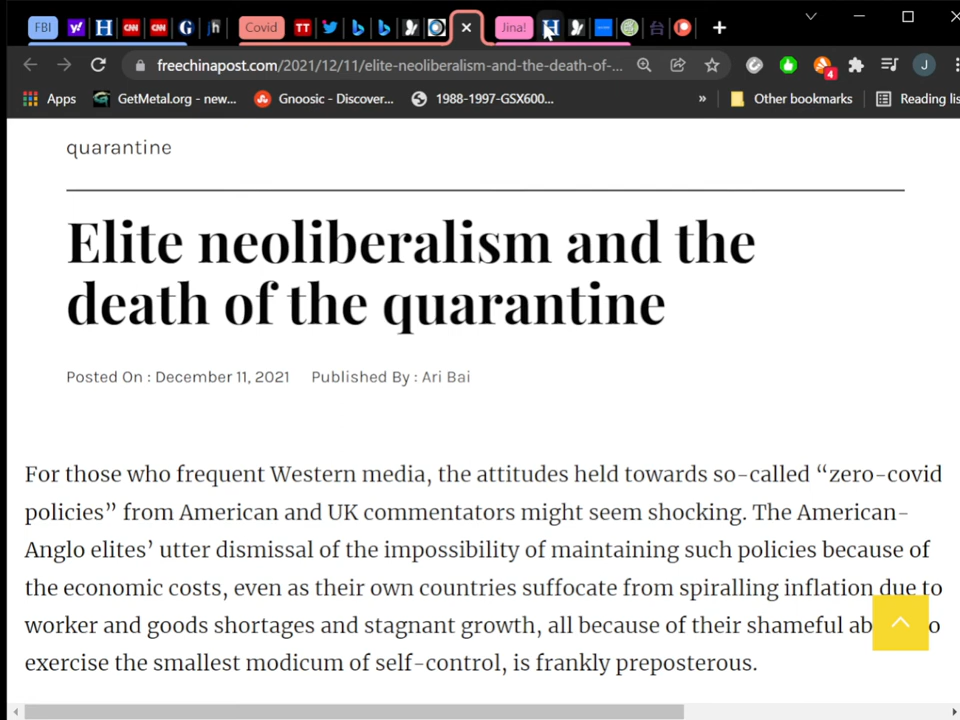 FBI
Covid
Jina!
freechinapost.com/2021/12/11/elite-neoliberalism-and-the-death-of-...
4
J
Apps GetMetal.org - new... Gnoosic - Discover... 1988-1997-GSX600... » Other bookmarks Reading lis
quarantine
Elite neoliberalism and the
death of the quarantine
Posted On : December 11, 2021 Published By : Ari Bai
For those who frequent Western media, the attitudes held towards so-called “zero-covid
policies” from American and UK commentators might seem shocking. The American-
Anglo elites’ utter dismissal of the impossibility of maintaining such policies because of
the economic costs, even as their own countries suffocate from spiralling inflation due to
worker and goods shortages and stagnant growth, all because of their shameful ab o
exercise the smallest modicum of self-control, is frankly preposterous.